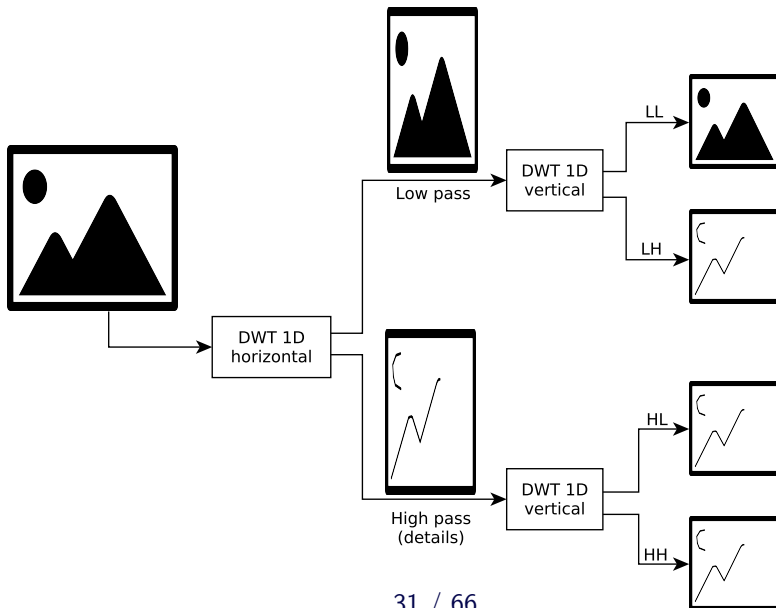 LL
DWT 1D
vertical
Low pass
LH
DWT 1D
horizontal
HL
DWT 1D
vertical
High pass
(details)
HH
31 / 66